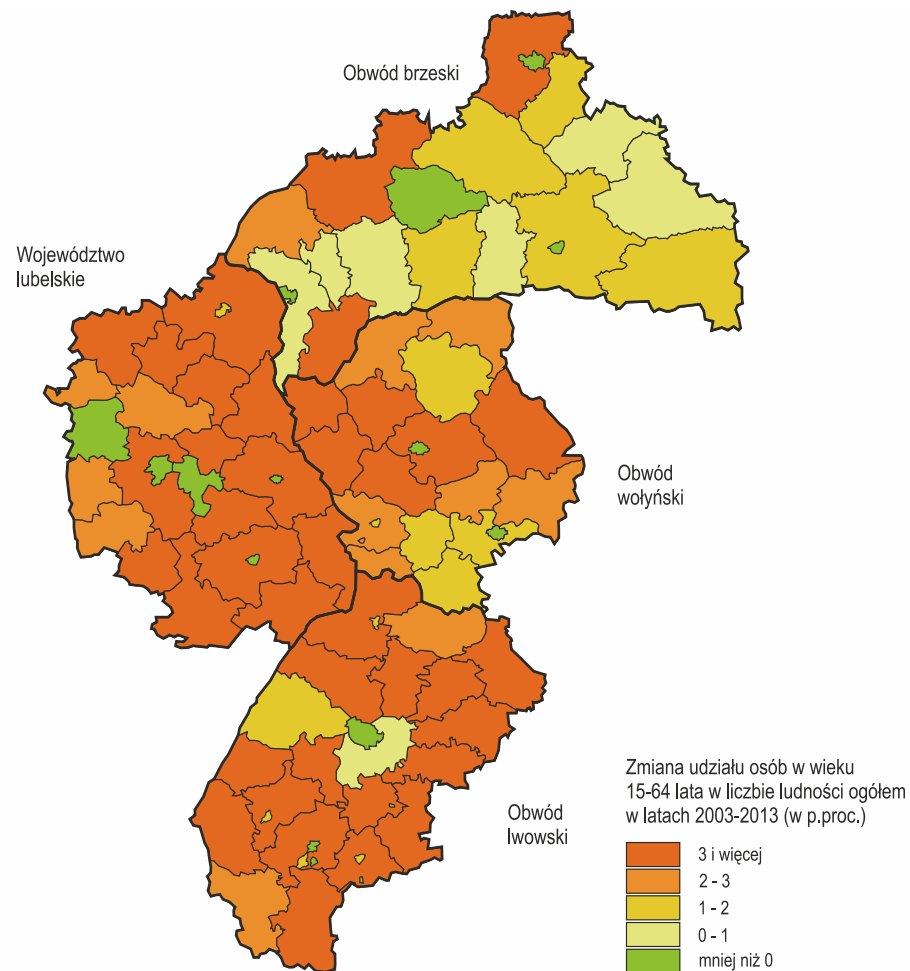 Obwód brzeski
Województwo
lubelskie
Obwód
wołyński
Obwód
lwowski
Zmiana udziału osób w wieku
15-64 lata w liczbie ludności ogółem
w latach 2003-2013 (w p.proc.)
3 i więcej
2 - 3
1 - 2
0 - 1
mniej niż 0